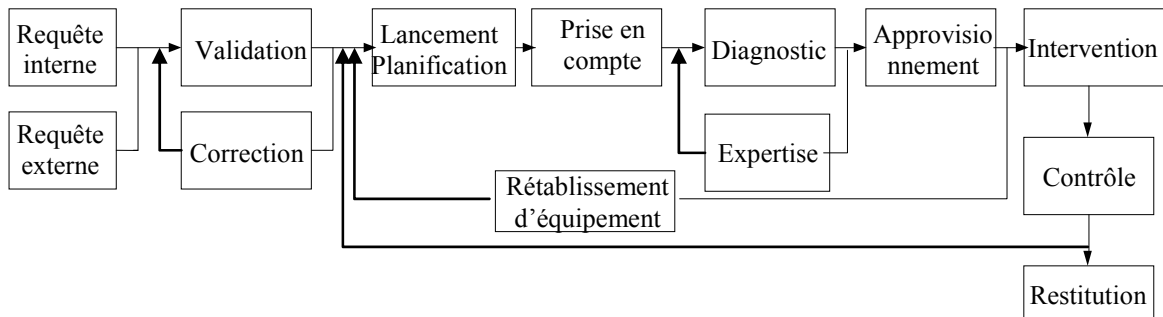 Requête
interne
Validation
Lancement
Planification
Prise en
compte
Diagnostic
Approvisio
nnement
Intervention
Requête
externe
Correction
Expertise
Contrôle
Rétablissement
d’équipement
Restitution